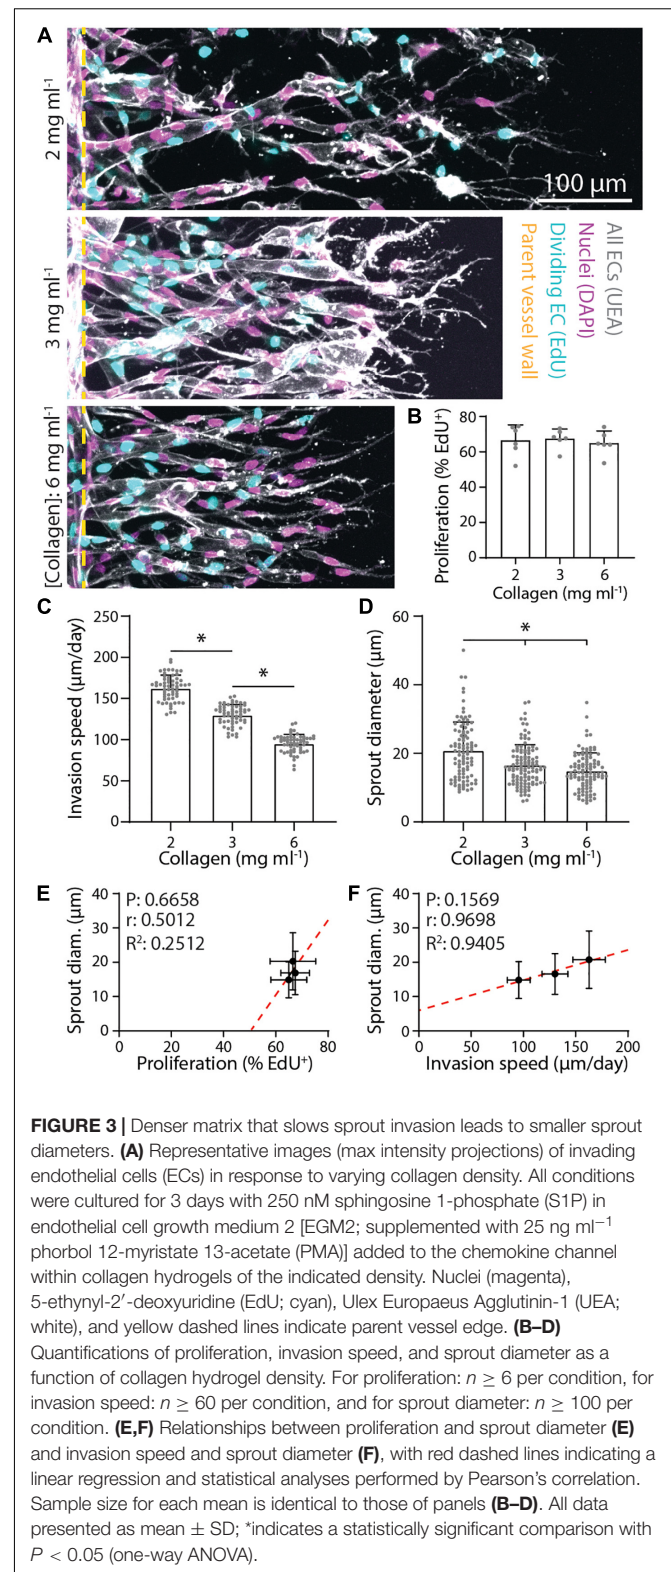 A
2 mg ml-1
100 µm
3 mg ml-1
All ECs (UEA)
Nuclei (DAPI)
Dividing EC (EdU)
Parent vessel wall
[Collagen]: 6 mg ml-1
B
Proliferation (% EdU+)
80
60
40
20
0
2 3 6
Collagen (mg ml-1)
C
Invasion speed (µm/day)
250
200
150
100
50
0
* *
2 3 6
Collagen (mg ml-1)
D
Sprout diameter (µm)
60
40
20
0
*
2 3 6
Collagen (mg ml-1)
E
Sprout diam. (µm)
40
30
20
10
0
P: 0.6658
r: 0.5012
R2: 0.2512
0 20 40 60 80
Proliferation (% EdU+)
F
Sprout diam. (µm)
40
30
20
10
0
P: 0.1569
r: 0.9698
R2: 0.9405
0 50 100 150 200
Invasion speed (µm/day)
FIGURE 3 | Denser matrix that slows sprout invasion leads to smaller sprout
diameters. (A) Representative images (max intensity projections) of invading
endothelial cells (ECs) in response to varying collagen density. All conditions
were cultured for 3 days with 250 nM sphingosine 1-phosphate (S1P) in
endothelial cell growth medium 2 [EGM2; supplemented with 25 ng ml−1
phorbol 12-myristate 13-acetate (PMA)] added to the chemokine channel
within collagen hydrogels of the indicated density. Nuclei (magenta),
5-ethynyl-2′-deoxyuridine (EdU; cyan), Ulex Europaeus Agglutinin-1 (UEA;
white), and yellow dashed lines indicate parent vessel edge. (B–D)
Quantifications of proliferation, invasion speed, and sprout diameter as a
function of collagen hydrogel density. For proliferation: n ≥ 6 per condition, for
invasion speed: n ≥ 60 per condition, and for sprout diameter: n ≥ 100 per
condition. (E,F) Relationships between proliferation and sprout diameter (E)
and invasion speed and sprout diameter (F), with red dashed lines indicating a
linear regression and statistical analyses performed by Pearson's correlation.
Sample size for each mean is identical to those of panels (B–D). All data
presented as mean ± SD; *indicates a statistically significant comparison with
P < 0.05 (one-way ANOVA).